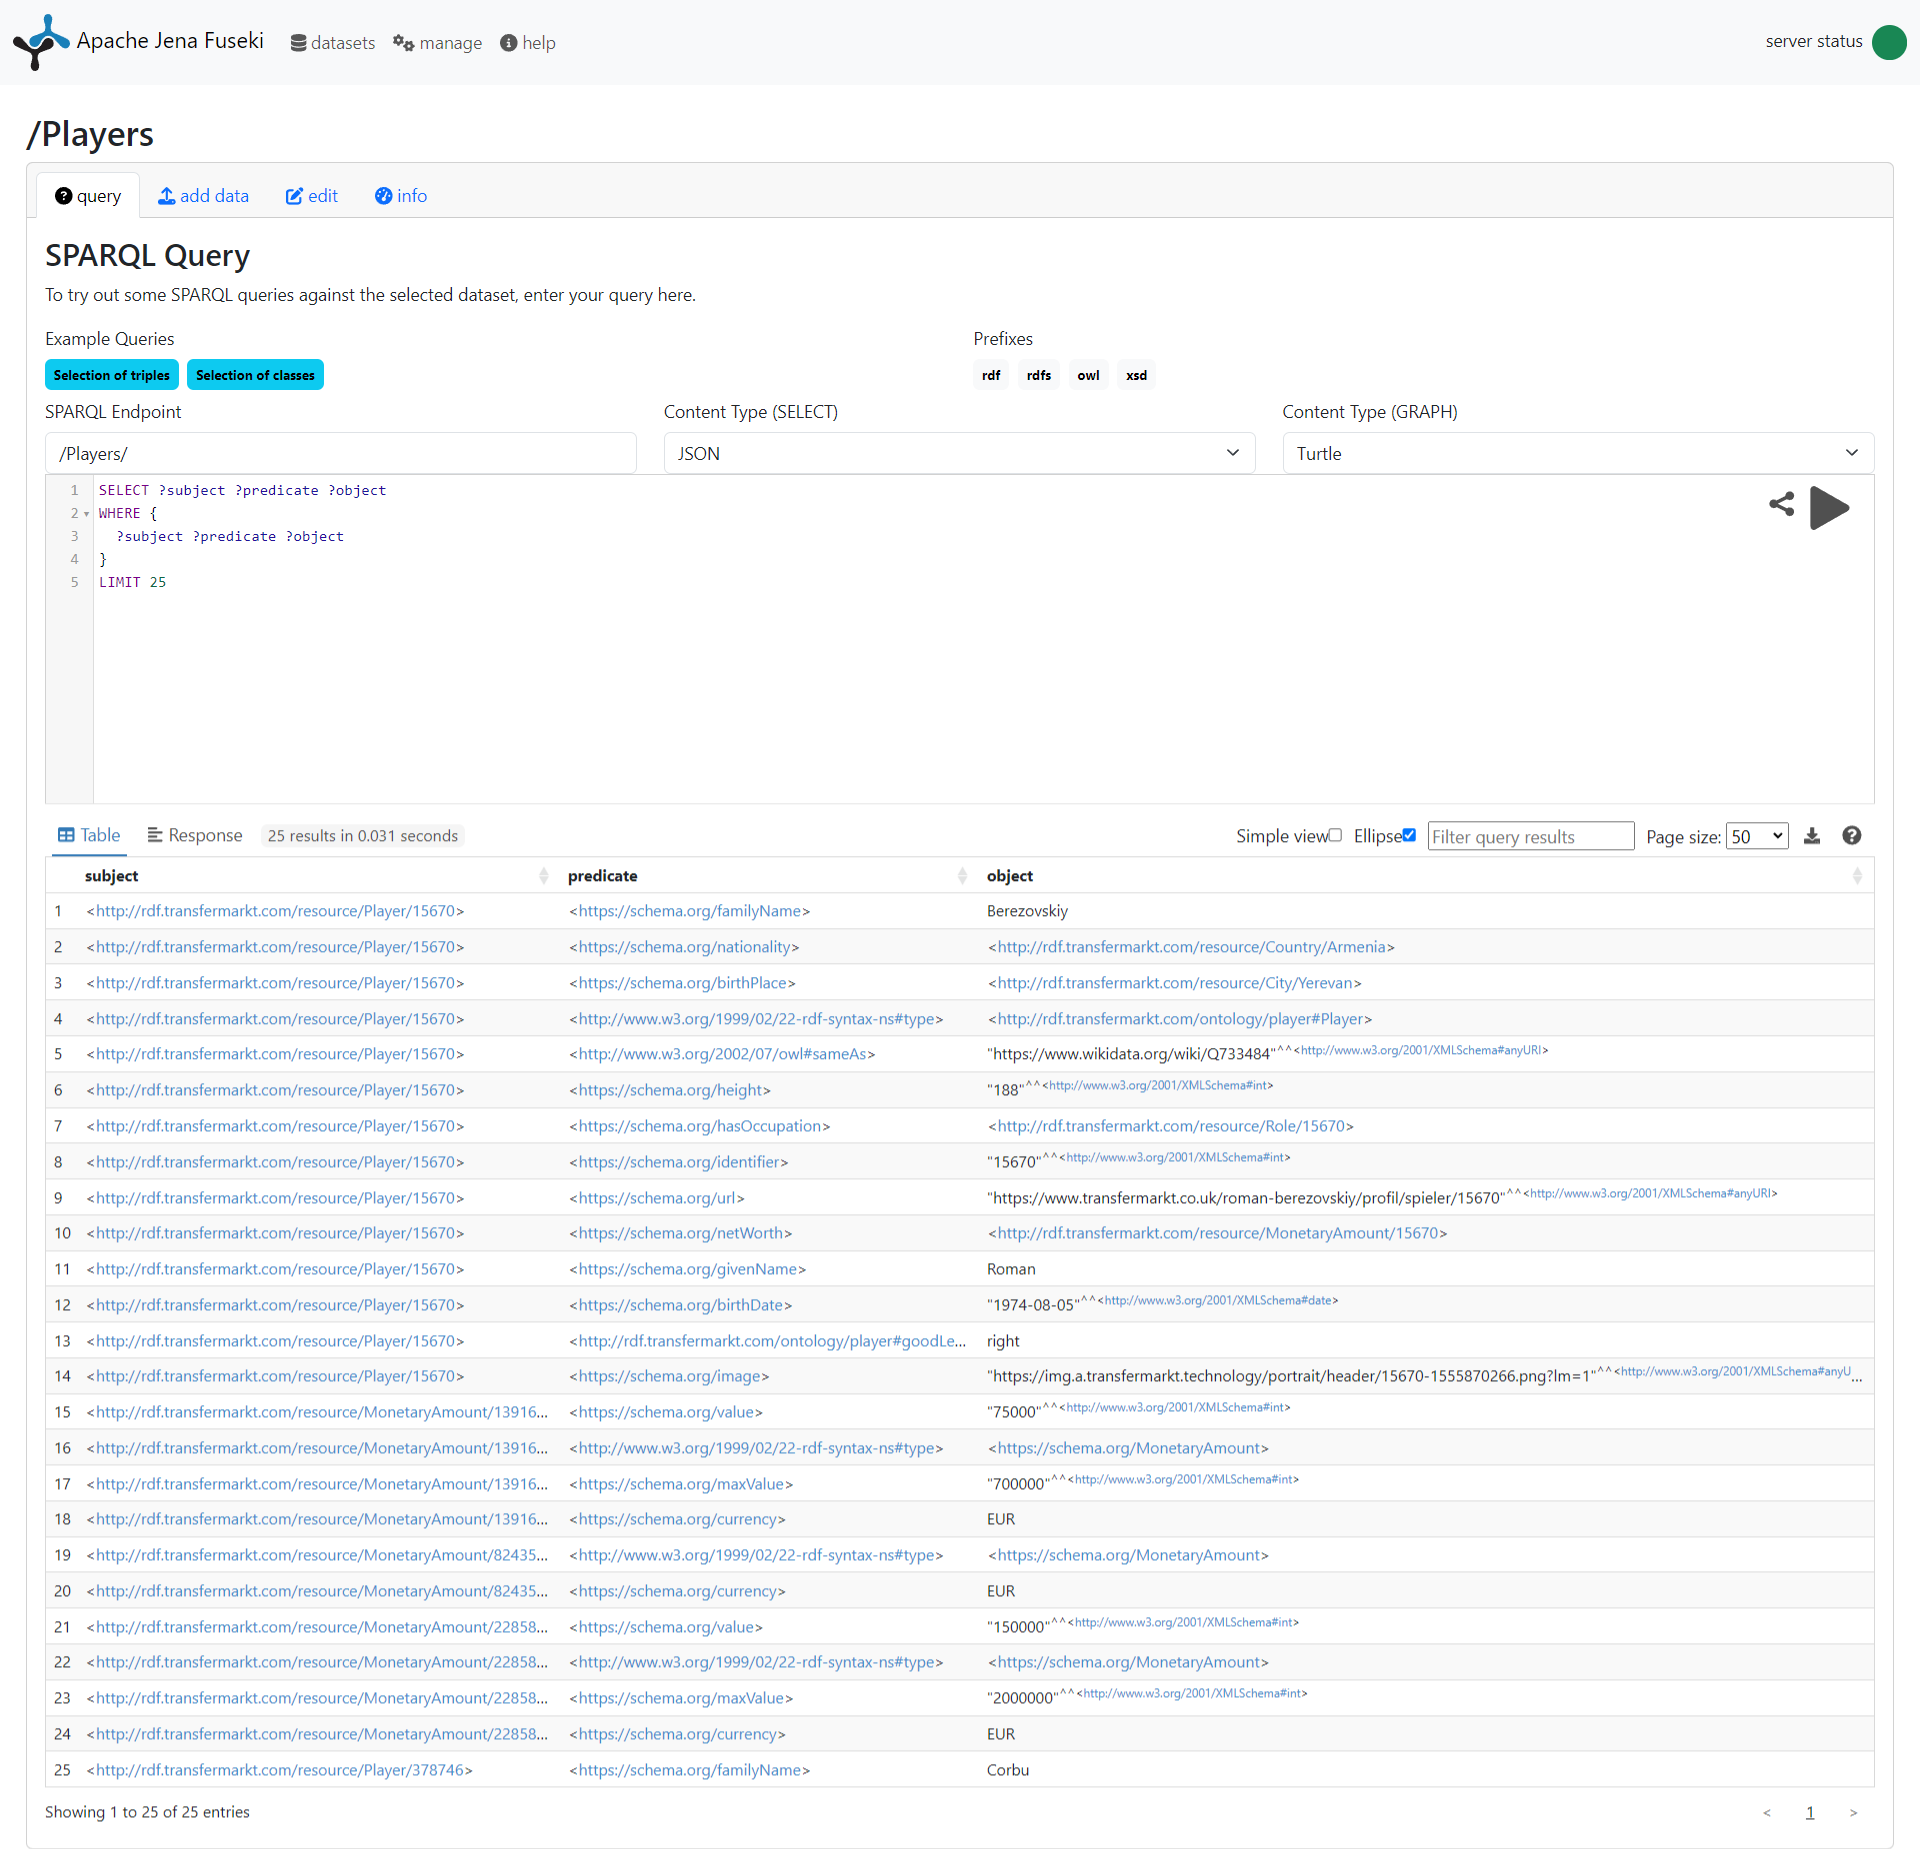 Apache Jena Fuseki datasets manage help server status
/Players
query add data edit info
SPARQL Query
To try out some SPARQL queries against the selected dataset, enter your query here.
Example Queries Prefixes
Selection of triples Selection of classes rdf rdfs owl xsd
SPARQL Endpoint Content Type (SELECT) Content Type (GRAPH)
/Players/ JSON Turtle
1 SELECT ?subject ?predicate ?object
2 WHERE {
3 ?subject ?predicate ?object
4 }
5 LIMIT 25
Table Response 25 results in 0.031 seconds Simple view Ellipse Filter query results Page size: 50
subject predicate object
1 <http://rdf.transfermarkt.com/resource/Player/15670> <https://schema.org/familyName> Berezovskiy
2 <http://rdf.transfermarkt.com/resource/Player/15670> <https://schema.org/nationality> <http://rdf.transfermarkt.com/resource/Country/Armenia>
3 <http://rdf.transfermarkt.com/resource/Player/15670> <https://schema.org/birthPlace> <http://rdf.transfermarkt.com/resource/City/Yerevan>
4 <http://rdf.transfermarkt.com/resource/Player/15670> <http://www.w3.org/1999/02/22-rdf-syntax-ns#type> <http://rdf.transfermarkt.com/ontology/player#Player>
5 <http://rdf.transfermarkt.com/resource/Player/15670> <http://www.w3.org/2002/07/owl#sameAs> "https://www.wikidata.org/wiki/Q733484"^^<http://www.w3.org/2001/XMLSchema#anyURI>
6 <http://rdf.transfermarkt.com/resource/Player/15670> <https://schema.org/height> "188"^^<http://www.w3.org/2001/XMLSchema#int>
7 <http://rdf.transfermarkt.com/resource/Player/15670> <https://schema.org/hasOccupation> <http://rdf.transfermarkt.com/resource/Role/15670>
8 <http://rdf.transfermarkt.com/resource/Player/15670> <https://schema.org/identifier> "15670"^^<http://www.w3.org/2001/XMLSchema#int>
9 <http://rdf.transfermarkt.com/resource/Player/15670> <https://schema.org/url> "https://www.transfermarkt.co.uk/roman-berezovskiy/profil/spieler/15670"^^<http://www.w3.org/2001/XMLSchema#anyURI>
10 <http://rdf.transfermarkt.com/resource/Player/15670> <https://schema.org/netWorth> <http://rdf.transfermarkt.com/resource/MonetaryAmount/15670>
11 <http://rdf.transfermarkt.com/resource/Player/15670> <https://schema.org/givenName> Roman
12 <http://rdf.transfermarkt.com/resource/Player/15670> <https://schema.org/birthDate> "1974-08-05"^^<http://www.w3.org/2001/XMLSchema#date>
13 <http://rdf.transfermarkt.com/resource/Player/15670> <http://rdf.transfermarkt.com/ontology/player#goodLe... right
14 <http://rdf.transfermarkt.com/resource/Player/15670> <https://schema.org/image> "https://img.a.transfermarkt.technology/portrait/header/15670-1555870266.png?lm=1"^^<http://www.w3.org/2001/XMLSchema#anyU...
15 <http://rdf.transfermarkt.com/resource/MonetaryAmount/13916... <https://schema.org/value> "75000"^^<http://www.w3.org/2001/XMLSchema#int>
16 <http://rdf.transfermarkt.com/resource/MonetaryAmount/13916... <http://www.w3.org/1999/02/22-rdf-syntax-ns#type> <https://schema.org/MonetaryAmount>
17 <http://rdf.transfermarkt.com/resource/MonetaryAmount/13916... <https://schema.org/maxValue> "700000"^^<http://www.w3.org/2001/XMLSchema#int>
18 <http://rdf.transfermarkt.com/resource/MonetaryAmount/13916... <https://schema.org/currency> EUR
19 <http://rdf.transfermarkt.com/resource/MonetaryAmount/82435... <http://www.w3.org/1999/02/22-rdf-syntax-ns#type> <https://schema.org/MonetaryAmount>
20 <http://rdf.transfermarkt.com/resource/MonetaryAmount/82435... <https://schema.org/currency> EUR
21 <http://rdf.transfermarkt.com/resource/MonetaryAmount/22858... <https://schema.org/value> "150000"^^<http://www.w3.org/2001/XMLSchema#int>
22 <http://rdf.transfermarkt.com/resource/MonetaryAmount/22858... <http://www.w3.org/1999/02/22-rdf-syntax-ns#type> <https://schema.org/MonetaryAmount>
23 <http://rdf.transfermarkt.com/resource/MonetaryAmount/22858... <https://schema.org/maxValue> "2000000"^^<http://www.w3.org/2001/XMLSchema#int>
24 <http://rdf.transfermarkt.com/resource/MonetaryAmount/22858... <https://schema.org/currency> EUR
25 <http://rdf.transfermarkt.com/resource/Player/378746> <https://schema.org/familyName> Corbu
Showing 1 to 25 of 25 entries < 1 >